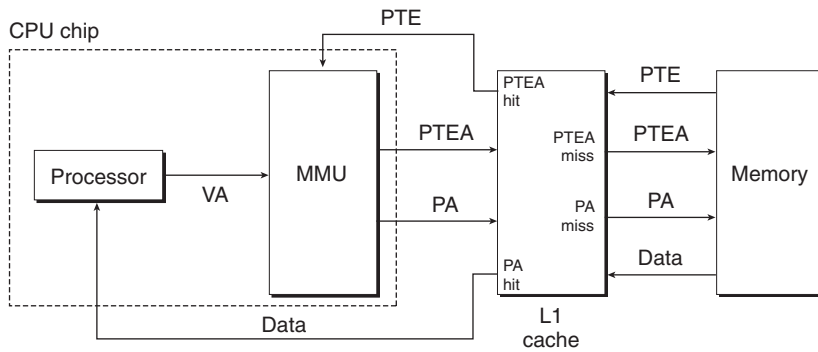 CPU chip
PTE
PTEA
hit
PTE
PTEA
PTEA
miss
PTEA
Processor
VA
MMU
Memory
PA
PA
miss
PA
PA
hit
Data
Data
L1
cache